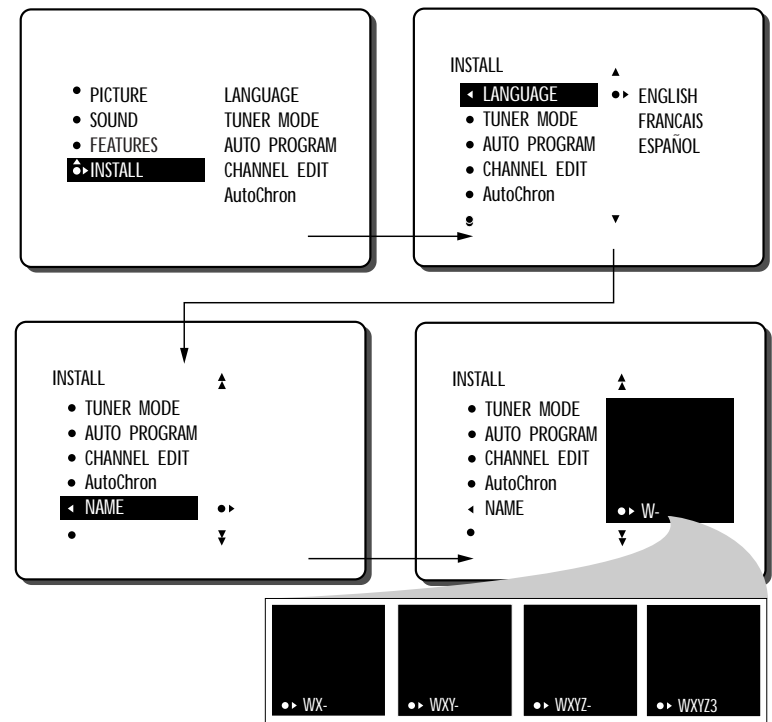 PICTURE
SOUND
FEATURES
INSTALL
LANGUAGE
TUNER MODE
AUTO PROGRAM
CHANNEL EDIT
AutoChron
INSTALL
LANGUAGE
TUNER MODE
AUTO PROGRAM
CHANNEL EDIT
AutoChron
ENGLISH
FRANCAIS
ESPAÑOL
INSTALL
TUNER MODE
AUTO PROGRAM
CHANNEL EDIT
AutoChron
NAME
INSTALL
TUNER MODE
AUTO PROGRAM
CHANNEL EDIT
AutoChron
NAME
W-
WX-
WXY-
WXYZ-
WXYZ3